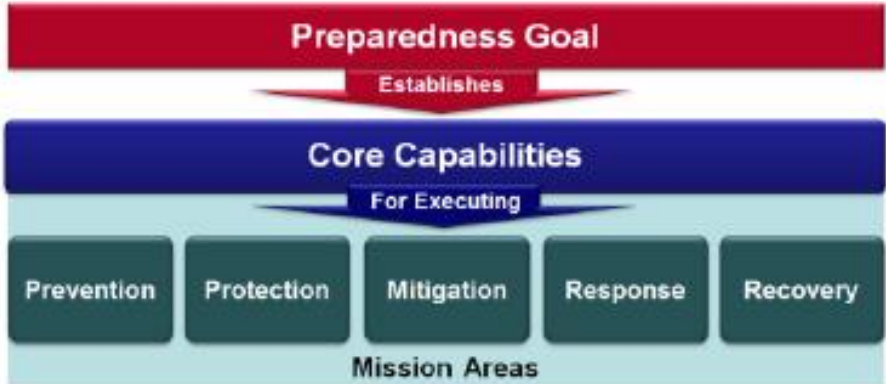 Preparedness Goal
Establishes
Core Capabilities
For Executing
Prevention Protection Mitigation Response Recovery
Mission Areas